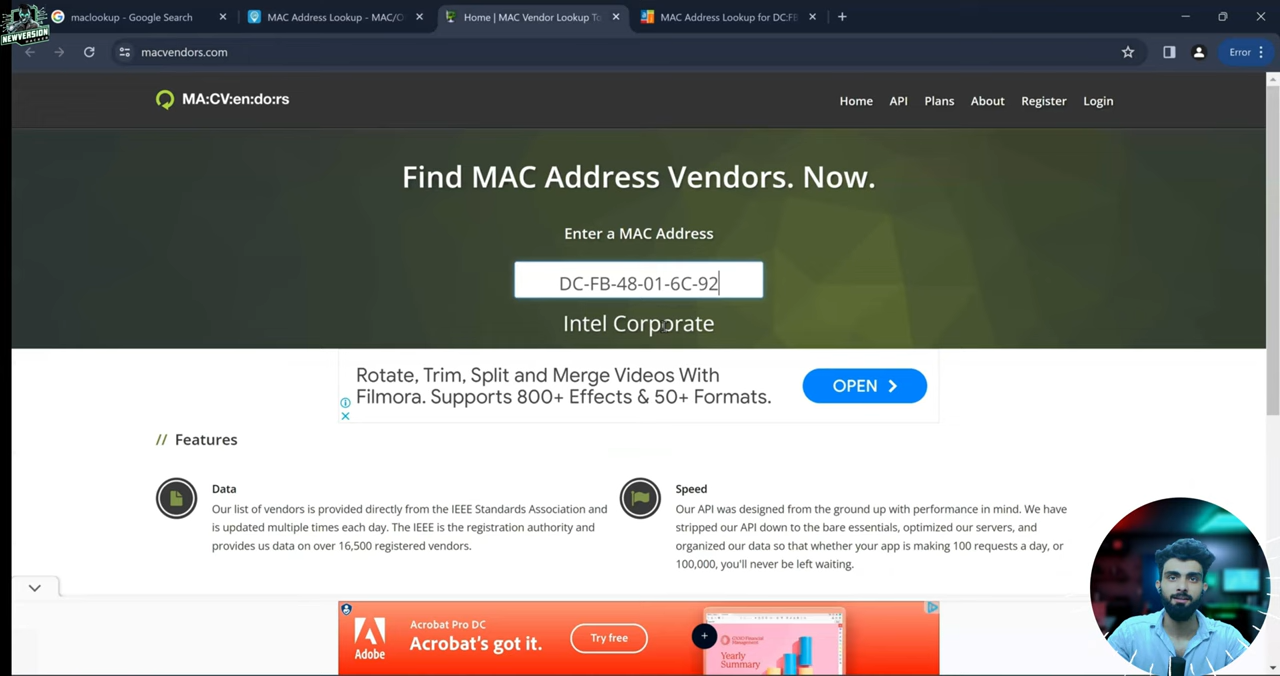 NEWVERSION
maclookup - Google Search
MAC Address Lookup - MAC/O
Home | MAC Vendor Lookup To
MAC Address Lookup for DC:F
macvendors.com
Error
MA:CV:en:do:rs
Home
API
Plans
About
Register
Login
Find MAC Address Vendors. Now.
Enter a MAC Address
DC-FB-48-01-6C-92
Intel Corporate
Rotate, Trim, Split and Merge Videos With
Filmora. Supports 800+ Effects & 50+ Formats.
OPEN
// Features
Data
Our list of vendors is provided directly from the IEEE Standards Association and
is updated multiple times each day. The IEEE is the registration authority and
provides us data on over 16,500 registered vendors.
Speed
Our API was designed from the ground up with performance in mind. We have
stripped our API down to the bare essentials, optimized our servers, and
organized our data so that whether your app is making 100 requests a day, or
100,000, you'll never be left waiting.
Adobe
Acrobat Pro DC
Acrobat's got it.
Try free
Yearly
Summary